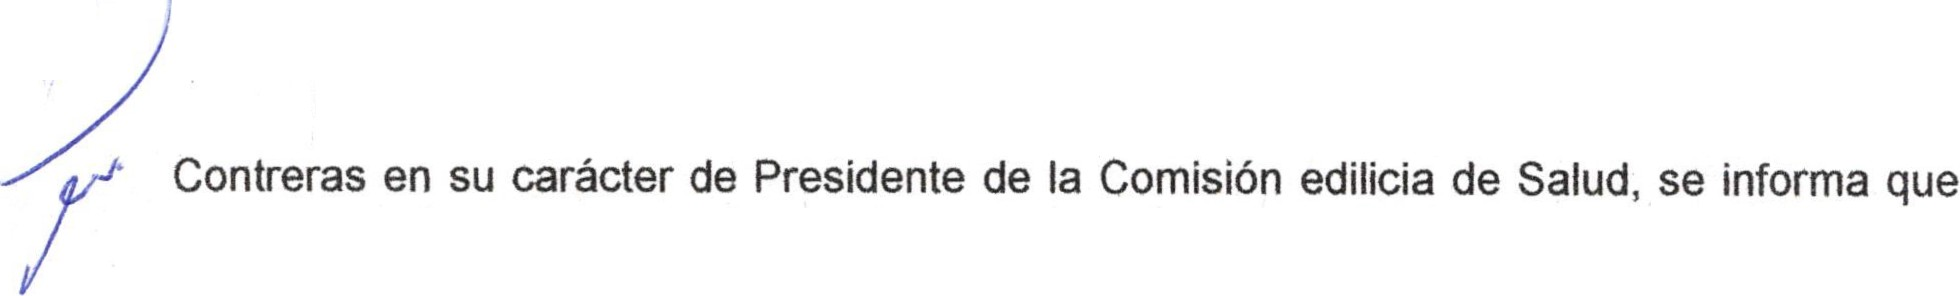 Contreras en su carácter de Presidente de la Comisión edilicia de Salud, se informa que